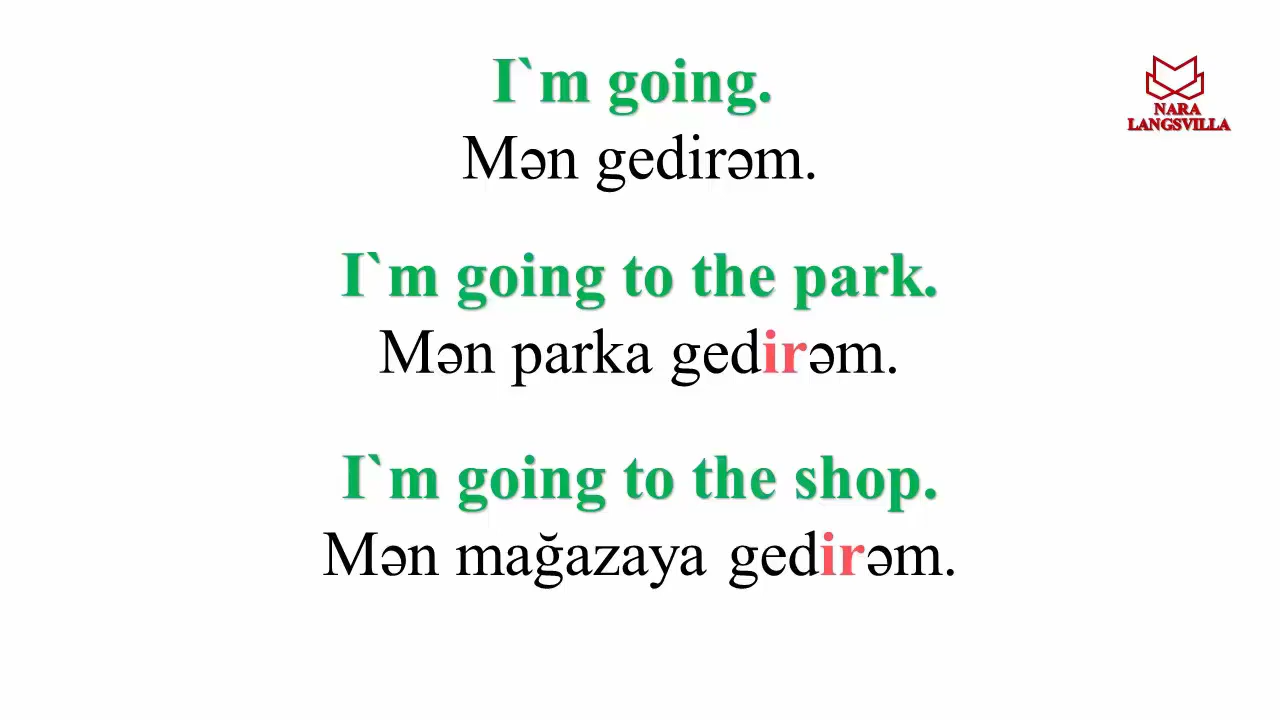 I`m going.
Mən gedirəm.
NARA
LANGSVILLA
I`m going to the park.
Mən parka gedirəm.
I`m going to the shop.
Mən mağazaya gedirəm.